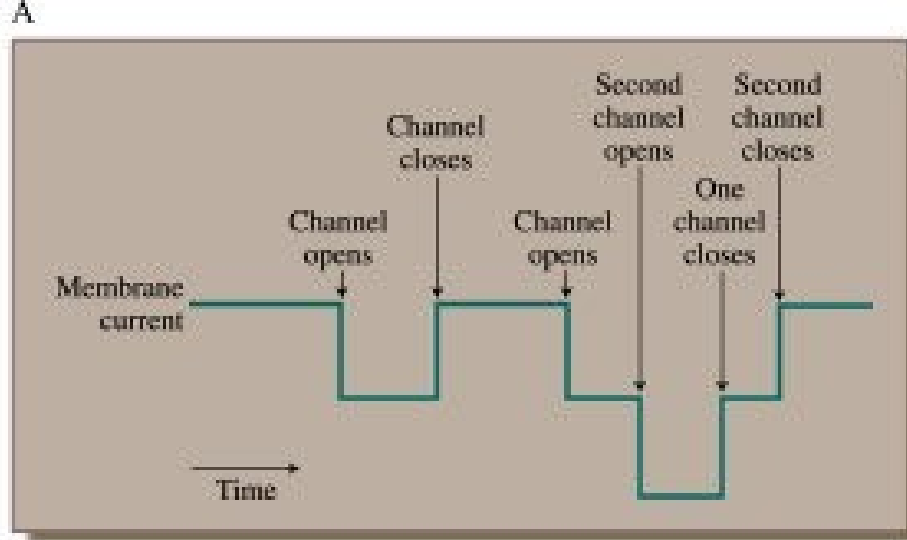 A
Second
channel
opens
Second
channel
closes
Channel
closes
One
channel
closes
Channel
opens
Channel
opens
Membrane
current
Time